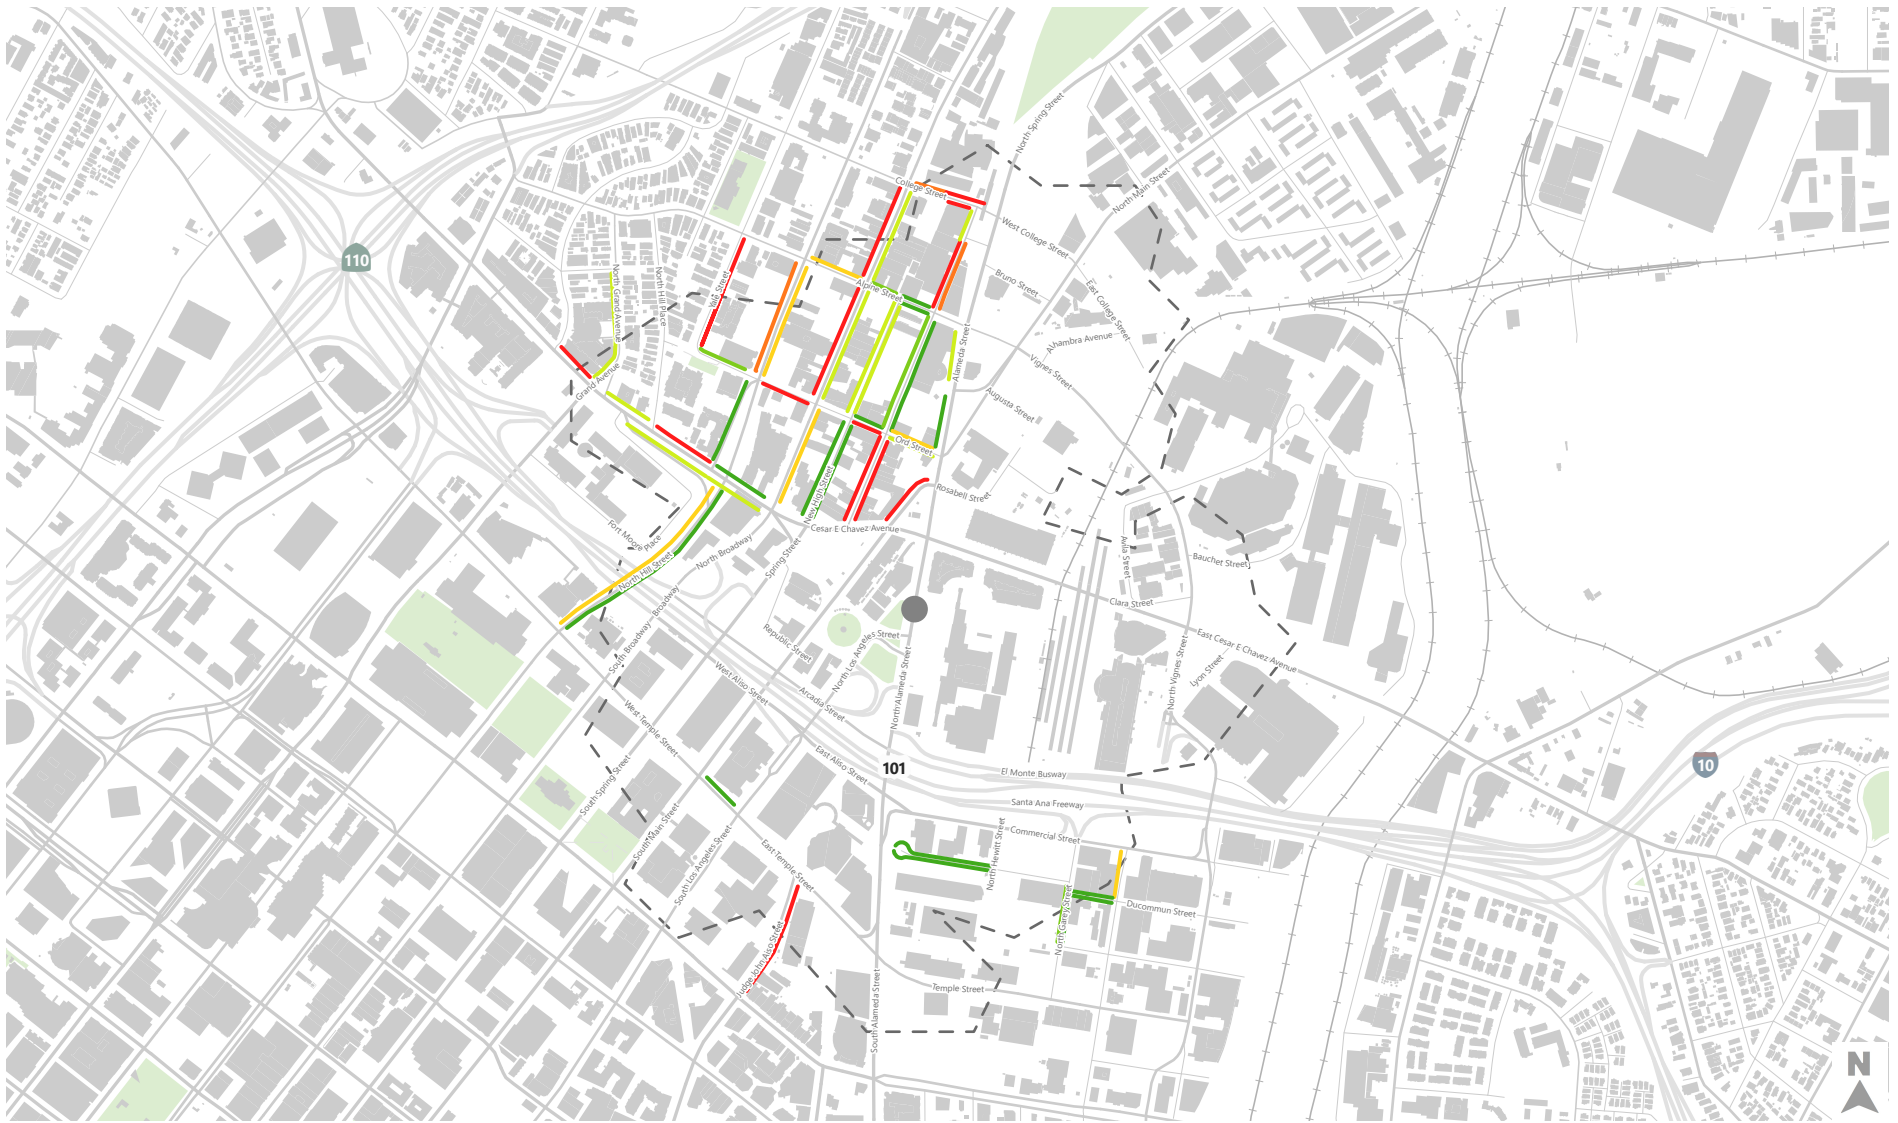 North Spring Street
North Main Street
College Street
West College Street
Bruno Street
East College Street
110
North Grand Avenue
North Hill Place
Yale Street
Alpine Street
Alameda Street
Alhambra Avenue
Vignes Street
Grand Avenue
Augusta Street
Ord Street
Rosabell Street
New High Street
Cesar E Chavez Avenue
Fort Moore Place
North Hill Street
North Broadway
Spring Street
Avila Street
Bauchet Street
Clara Street
South Broadway
Broadway
Republic Street
North Los Angeles Street
North Alameda Street
East Cesar E Chavez Avenue
North Vignes Street
Lyon Street
West Aliso Street
Arcadia Street
West Temple Street
East Aliso Street
101
El Monte Busway
10
South Spring Street
Santa Ana Freeway
Commercial Street
South Main Street
South Los Angeles Street
East Temple Street
North Hewitt Street
North Garey Street
Ducommun Street
Judge John Aliso Street
Temple Street
South Alameda Street
N